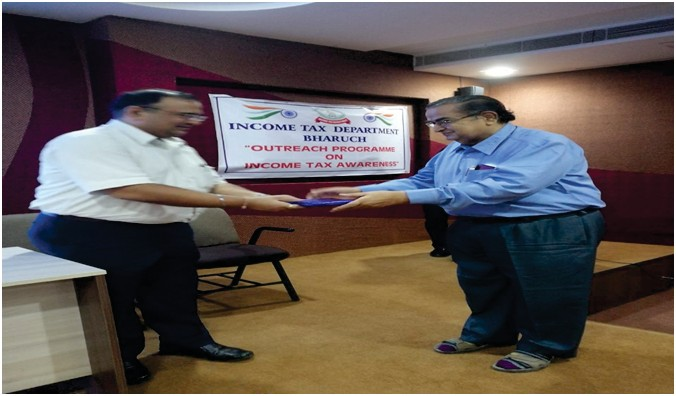 INCOME TAX DEPARTMENT
BHARUCH
"OUTREACH PROGRAMME
ON
INCOME TAX AWARENESS"